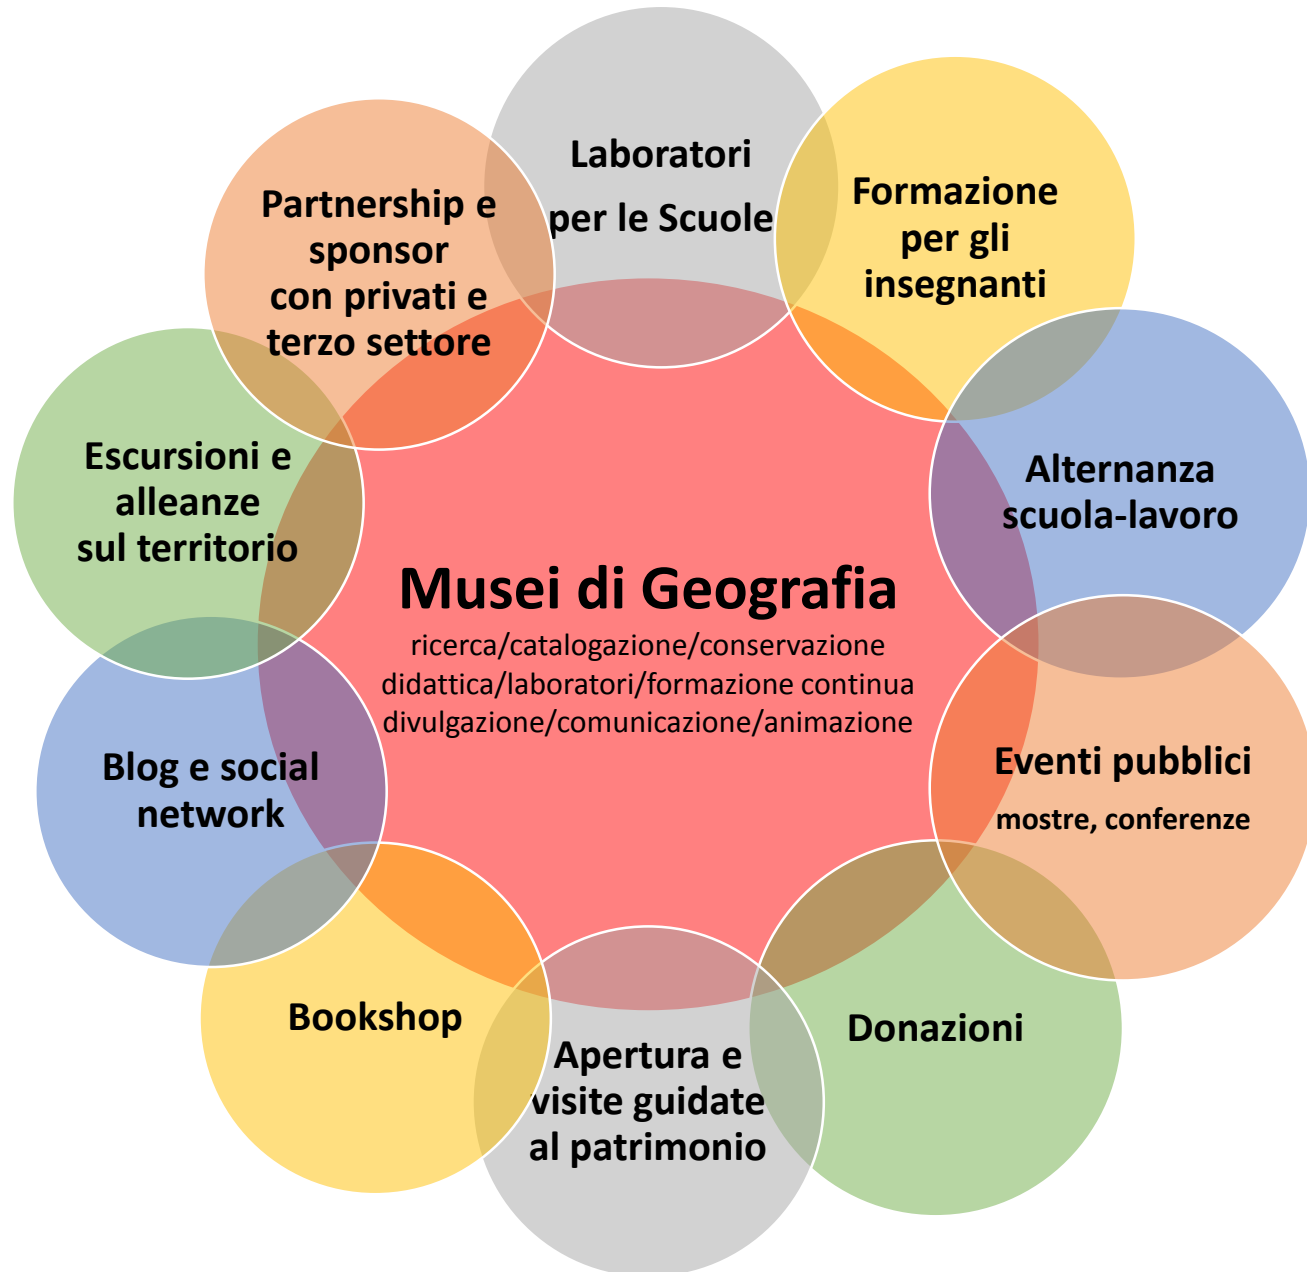 Laboratori
per le Scuole
Formazione
per gli
insegnanti
Partnership e
sponsor
con privati e
terzo settore
Alternanza
scuola-lavoro
Escursioni e
alleanze
sul territorio
Musei di Geografia
ricerca/catalogazione/conservazione
didattica/laboratori/formazione continua
divulgazione/comunicazione/animazione
Eventi pubblici
mostre, conferenze
Blog e social
network
Bookshop
Donazioni
Apertura e
visite guidate
al patrimonio